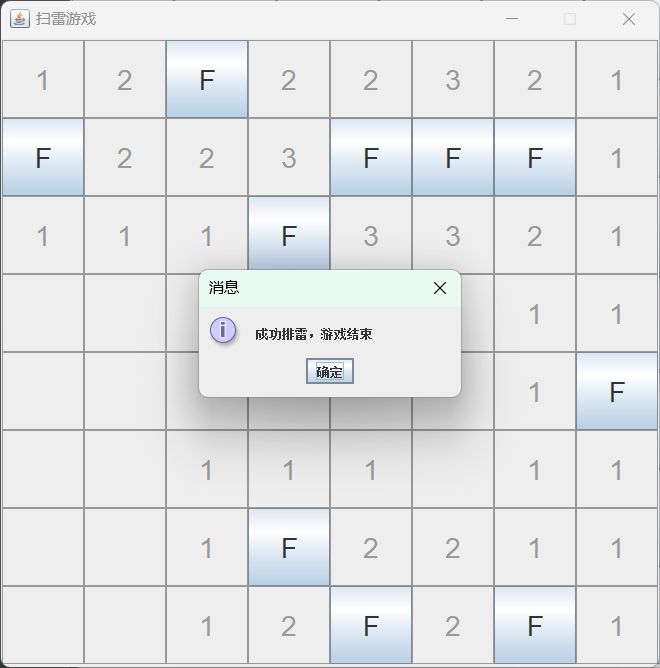 扫雷游戏
1 2 F 2 2 3 2 1
F 2 2 3 F F F 1
1 1 1 F 3 3 2 1
消息
1 1
成功排雷，游戏结束
确定
1 F
1 1 1 1 1
1 F 2 2 1 1
1 2 F 2 F 1